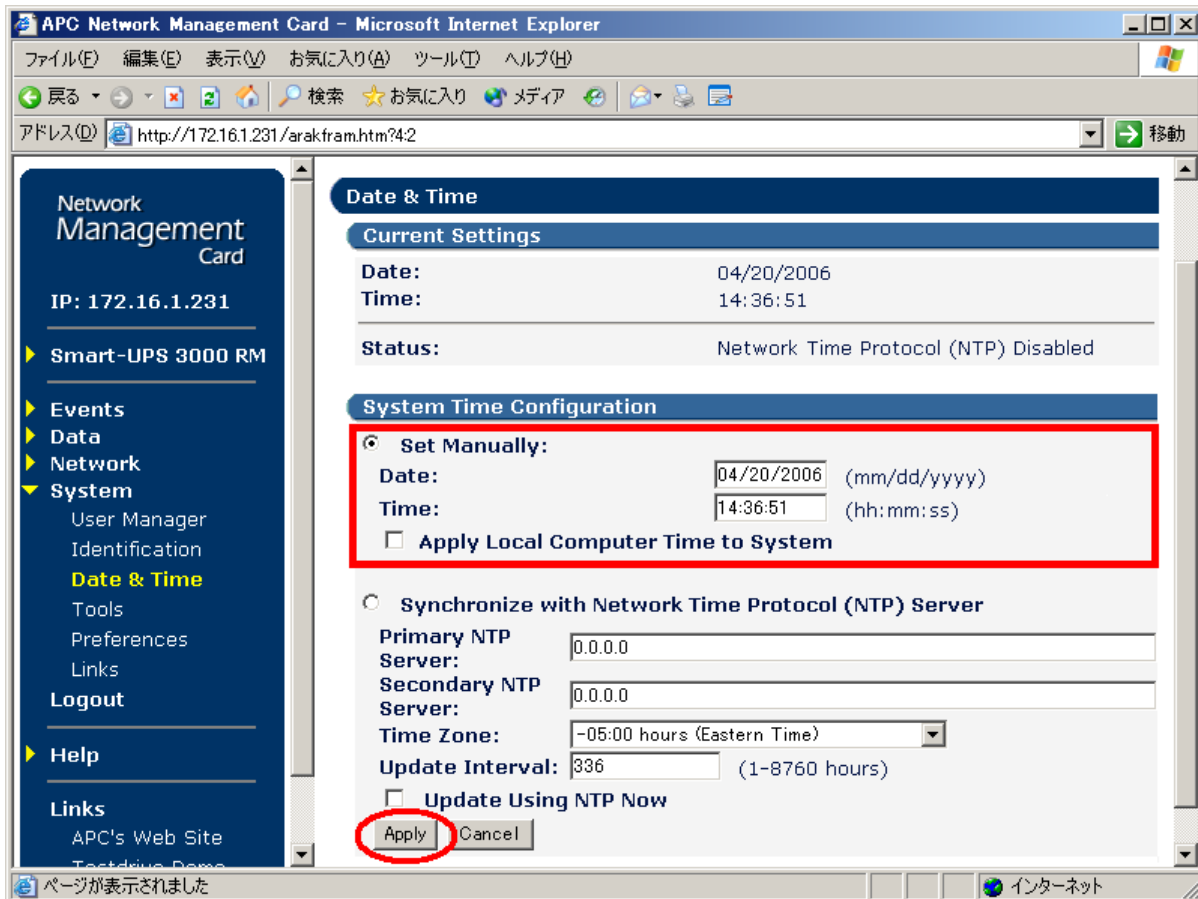 APC Network Management Card - Microsoft Internet Explorer
ファイル(F) 編集(E) 表示(V) お気に入り(A) ツール(T) ヘルプ(H)
戻る 検索 お気に入り メディア
アドレス(D) http://172.16.1.231/arakfram.htm?4:2 移動
Network
Management
Card
IP: 172.16.1.231
Smart-UPS 3000 RM
Events
Data
Network
System
User Manager
Identification
Date & Time
Tools
Preferences
Links
Logout
Help
Links
APC's Web Site
Testdrive Demo
Date & Time
Current Settings
Date: 04/20/2006
Time: 14:36:51
Status: Network Time Protocol (NTP) Disabled
System Time Configuration
Set Manually:
Date: 04/20/2006 (mm/dd/yyyy)
Time: 14:36:51 (hh:mm:ss)
Apply Local Computer Time to System
Synchronize with Network Time Protocol (NTP) Server
Primary NTP
Server: 0.0.0.0
Secondary NTP
Server: 0.0.0.0
Time Zone: -05:00 hours (Eastern Time)
Update Interval: 336 (1-8760 hours)
Update Using NTP Now
Apply Cancel
ページが表示されました インターネット